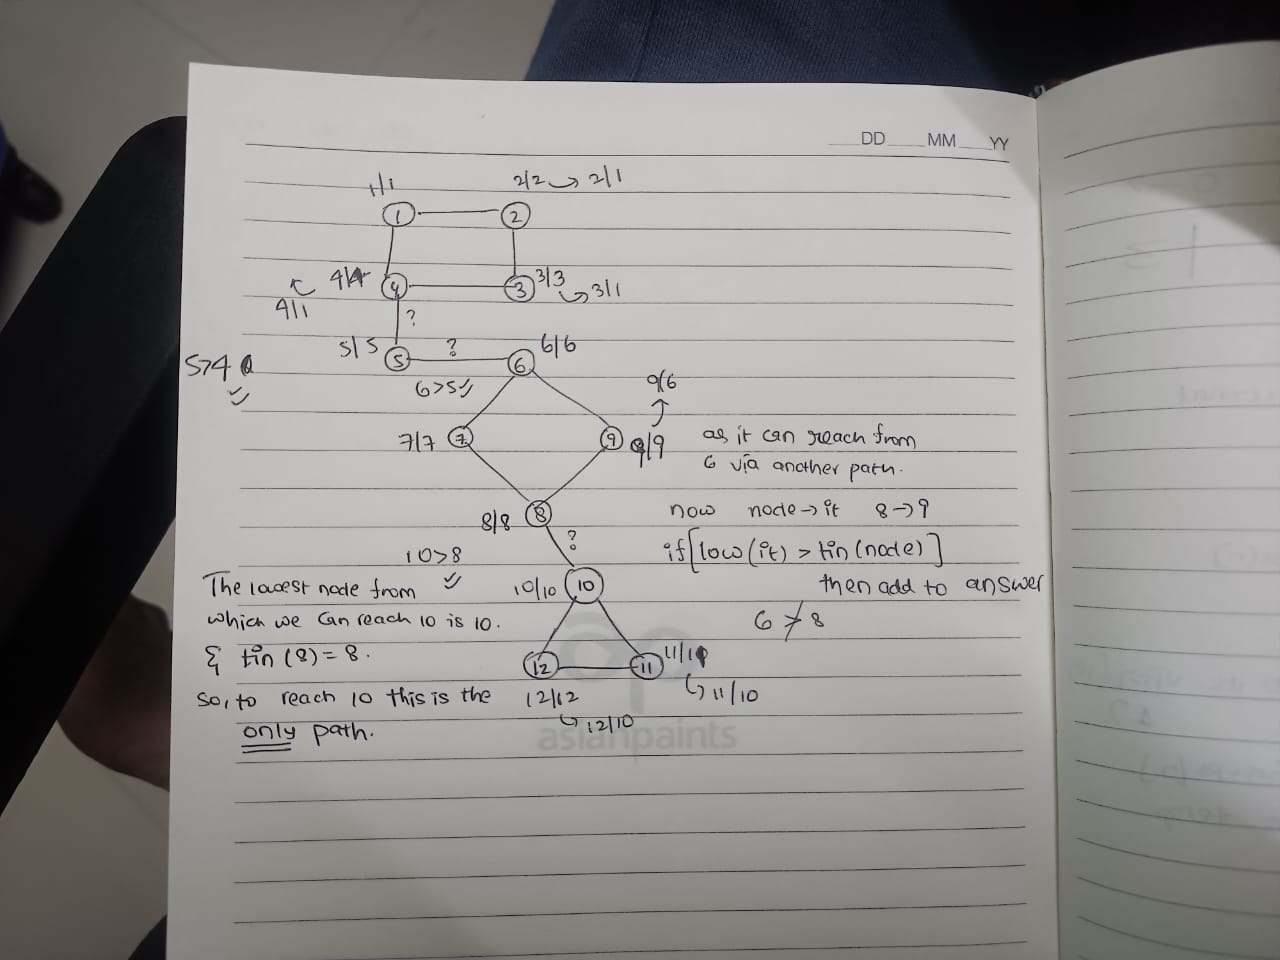 DD MM YY
1/1
2/2 → 2/1
1
2
4/4
4
3
3/3
→ 3/1
4/1
?
5/5
5
?
6
6/6
5>4
6>5
9/6
7/7
7
9
9/9
as it can reach from
6 via another path.
8/8
8
now node → it 8→9
?
10>8
if [low (it) > tin (node)]
The lowest node from
10/10
10
then add to answer
which we can reach 10 is 10.
6 ≯ 8
& tin (8) = 8.
12
11
11/11
so, to reach 10 this is the
12/12
→ 11/10
only path.
→ 12/10
asianpaints